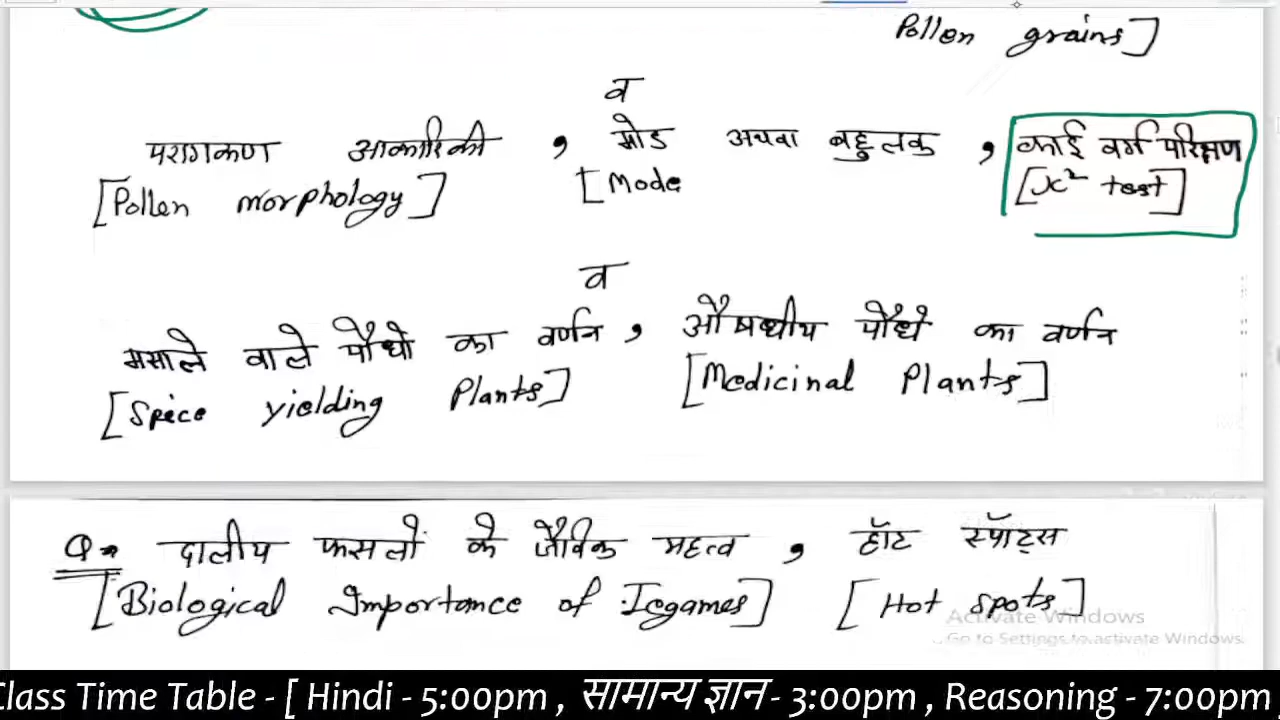 Pollen grains]
व
परागकण आकारिकी , मोड अथवा बहुलक , काई वर्ग परिक्षण
[Pollen morphology] [Mode [x² test]
व
मसाले वाले पौधो का वर्णन , औषधीय पौधे का वर्णन
[Spice yielding Plants] [Medicinal Plants]
Q→ दालीय फसलो के जैविक महत्व , हॉट स्पॉट्स
[Biological Importance of Legames] [Hot spots]
Activate Windows
Go to Settings to activate Windows.
Class Time Table - [ Hindi - 5:00pm , सामान्य ज्ञान - 3:00pm , Reasoning - 7:00pm